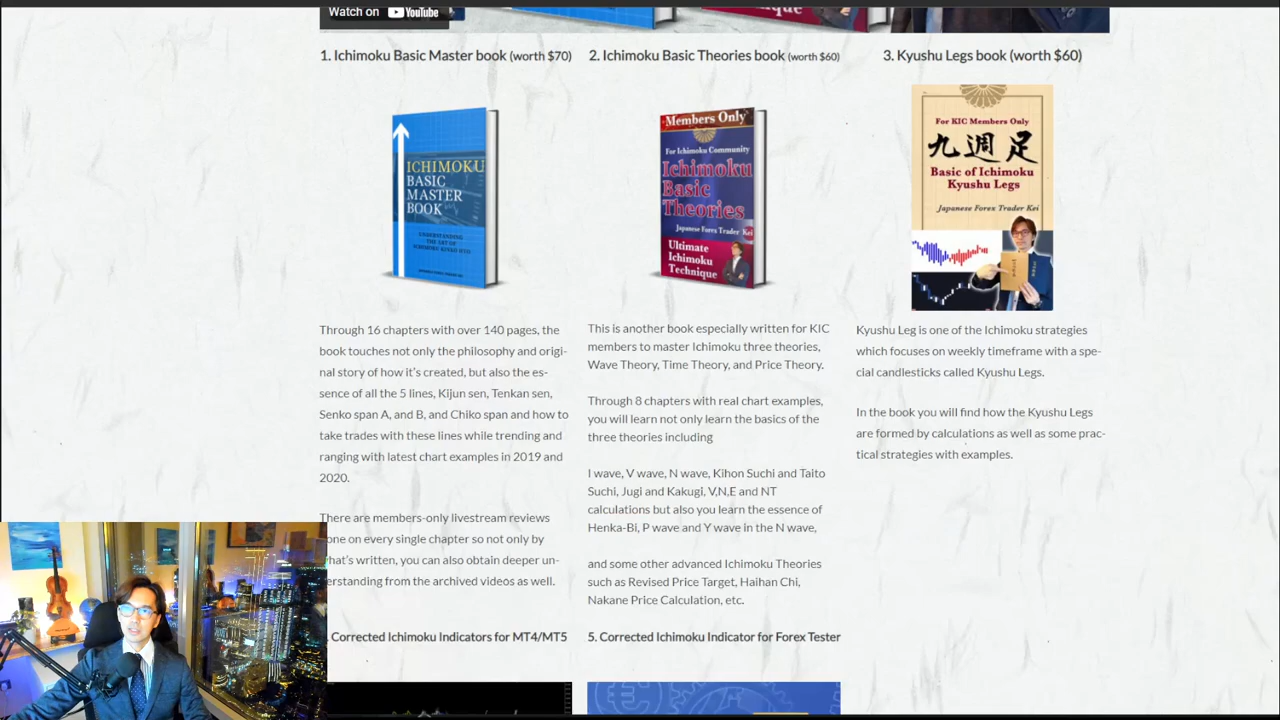 Watch on YouTube
1. Ichimoku Basic Master book (worth $70)
2. Ichimoku Basic Theories book (worth $60)
3. Kyushu Legs book (worth $60)
ICHIMOKU
BASIC
MASTER
BOOK
UNDERSTANDING
THE ART OF
ICHIMOKU KINKO HYO
Members Only
For Ichimoku Community
Ichimoku
Basic
Theories
Japanese Forex Trader Kei
Ultimate
Ichimoku
Technique
For KIC Members Only
九週足
Basic of Ichimoku
Kyushu Legs
Japanese Forex Trader Kei
Through 16 chapters with over 140 pages, the
book touches not only the philosophy and origi-
nal story of how it's created, but also the es-
sence of all the 5 lines, Kijun sen, Tenkan sen,
Senko span A, and B, and Chiko span and how to
take trades with these lines while trending and
ranging with latest chart examples in 2019 and
2020.
There are members-only livestream reviews
one on every single chapter so not only by
what's written, you can also obtain deeper un-
erstanding from the archived videos as well.
This is another book especially written for KIC
members to master Ichimoku three theories,
Wave Theory, Time Theory, and Price Theory.
Through 8 chapters with real chart examples,
you will learn not only learn the basics of the
three theories including
I wave, V wave, N wave, Kihon Suchi and Taito
Suchi, Jugi and Kakugi, V,N,E and NT
calculations but also you learn the essence of
Henka-Bi, P wave and Y wave in the N wave,
and some other advanced Ichimoku Theories
such as Revised Price Target, Haihan Chi,
Nakane Price Calculation, etc.
Kyushu Leg is one of the Ichimoku strategies
which focuses on weekly timeframe with a spe-
cial candlesticks called Kyushu Legs.
In the book you will find how the Kyushu Legs
are formed by calculations as well as some prac-
tical strategies with examples.
Corrected Ichimoku Indicators for MT4/MT5
5. Corrected Ichimoku Indicator for Forex Tester